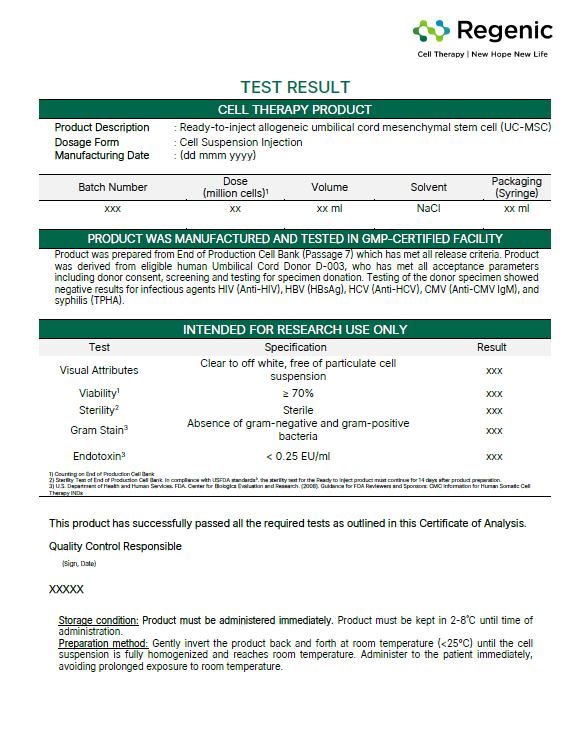 Regenic
Cell Therapy | New Hope New Life
TEST RESULT
CELL THERAPY PRODUCT
Product Description : Ready-to-inject allogeneic umbilical cord mesenchymal stem cell (UC-MSC)
Dosage Form : Cell Suspension Injection
Manufacturing Date : (dd mmm yyyy)
Batch Number Dose (million cells)¹ Volume Solvent Packaging (Syringe)
xxx xx xx ml NaCl xx ml
PRODUCT WAS MANUFACTURED AND TESTED IN GMP-CERTIFIED FACILITY
Product was prepared from End of Production Cell Bank (Passage 7) which has met all release criteria. Product
was derived from eligible human Umbilical Cord Donor D-003, who has met all acceptance parameters
including donor consent, screening and testing for specimen donation. Testing of the donor specimen showed
negative results for infectious agents HIV (Anti-HIV), HBV (HBsAg), HCV (Anti-HCV), CMV (Anti-CMV IgM), and
syphilis (TPHA).
INTENDED FOR RESEARCH USE ONLY
Test Specification Result
Visual Attributes Clear to off white, free of particulate cell suspension xxx
Viability¹ ≥ 70% xxx
Sterility² Sterile xxx
Gram Stain³ Absence of gram-negative and gram-positive bacteria xxx
Endotoxin³ < 0.25 EU/ml xxx
1) Counting on End of Production Cell Bank
2) Sterility Test of End of Production Cell Bank. In compliance with USFDA standards³, the sterility test for the Ready to Inject product must continue for 14 days after product preparation.
3) U.S. Department of Health and Human Services. FDA. Center for Biologics Evaluation and Research. (2008). Guidance for FDA Reviewers and Sponsors: CMC Information for Human Somatic Cell
Therapy INDs
This product has successfully passed all the required tests as outlined in this Certificate of Analysis.
Quality Control Responsible
(Sign, Date)
XXXXX
Storage condition: Product must be administered immediately. Product must be kept in 2-8°C until time of
administration.
Preparation method: Gently invert the product back and forth at room temperature (<25°C) until the cell
suspension is fully homogenized and reaches room temperature. Administer to the patient immediately,
avoiding prolonged exposure to room temperature.